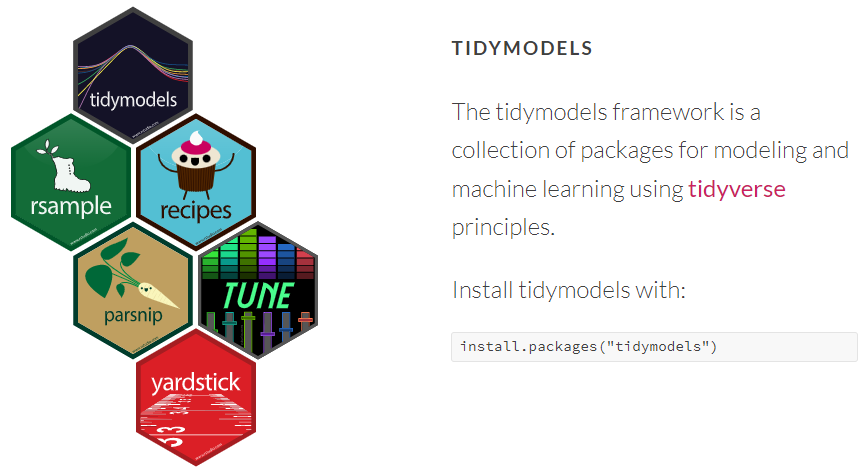 tidymodels
rsample
recipes
parsnip
TUNE
yardstick
TIDYMODELS
The tidymodels framework is a
collection of packages for modeling and
machine learning using tidyverse
principles.
Install tidymodels with:
install.packages("tidymodels")